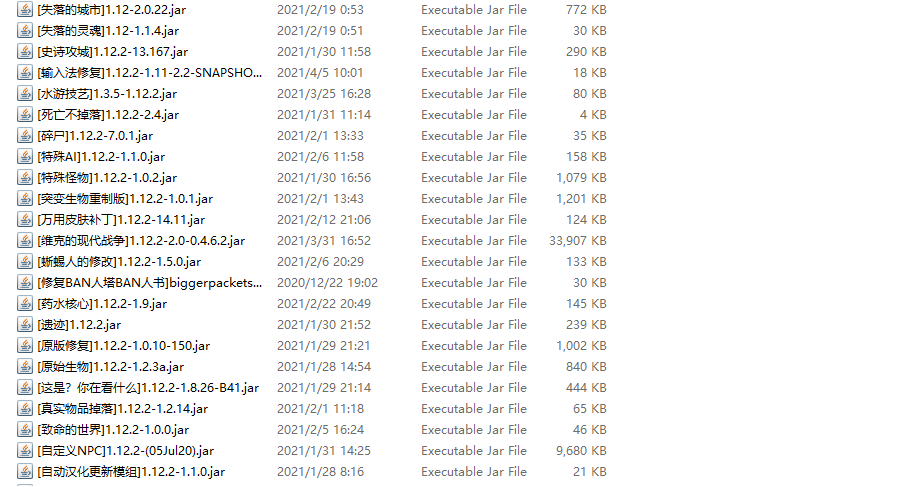 [失落的城市]1.12-2.0.22.jar 2021/2/19 0:53 Executable Jar File 772 KB
[失落的灵魂]1.12-1.1.4.jar 2021/2/19 0:51 Executable Jar File 30 KB
[史诗攻城]1.12.2-13.167.jar 2021/1/30 11:58 Executable Jar File 290 KB
[输入法修复]1.12.2-1.11-2.2-SNAPSHO... 2021/4/5 10:01 Executable Jar File 18 KB
[水游技艺]1.3.5-1.12.2.jar 2021/3/25 16:28 Executable Jar File 80 KB
[死亡不掉落]1.12.2-2.4.jar 2021/1/31 11:14 Executable Jar File 4 KB
[碎尸]1.12.2-7.0.1.jar 2021/2/1 13:33 Executable Jar File 35 KB
[特殊AI]1.12.2-1.1.0.jar 2021/2/6 11:58 Executable Jar File 158 KB
[特殊怪物]1.12.2-1.0.2.jar 2021/1/30 16:56 Executable Jar File 1,079 KB
[突变生物重制版]1.12.2-1.0.1.jar 2021/2/1 13:43 Executable Jar File 1,201 KB
[万用皮肤补丁]1.12.2-14.11.jar 2021/2/12 21:06 Executable Jar File 124 KB
[维克的现代战争]1.12.2-2.0-0.4.6.2.jar 2021/3/31 16:52 Executable Jar File 33,907 KB
[蜥蜴人的修改]1.12.2-1.5.0.jar 2021/2/6 20:29 Executable Jar File 133 KB
[修复BAN人塔BAN人书]biggerpackets... 2020/12/22 19:02 Executable Jar File 30 KB
[药水核心]1.12.2-1.9.jar 2021/2/22 20:49 Executable Jar File 145 KB
[遗迹]1.12.2.jar 2021/1/30 21:52 Executable Jar File 239 KB
[原版修复]1.12.2-1.0.10-150.jar 2021/1/29 21:21 Executable Jar File 1,002 KB
[原始生物]1.12.2-1.2.3a.jar 2021/1/28 14:54 Executable Jar File 840 KB
[这是？你在看什么]1.12.2-1.8.26-B41.jar 2021/1/29 21:14 Executable Jar File 444 KB
[真实物品掉落]1.12.2-1.2.14.jar 2021/2/1 11:18 Executable Jar File 65 KB
[致命的世界]1.12.2-1.0.0.jar 2021/2/5 16:24 Executable Jar File 46 KB
[自定义NPC]1.12.2-(05Jul20).jar 2021/1/31 14:25 Executable Jar File 9,680 KB
[自动汉化更新模组]1.12.2-1.1.0.jar 2021/1/28 8:16 Executable Jar File 21 KB